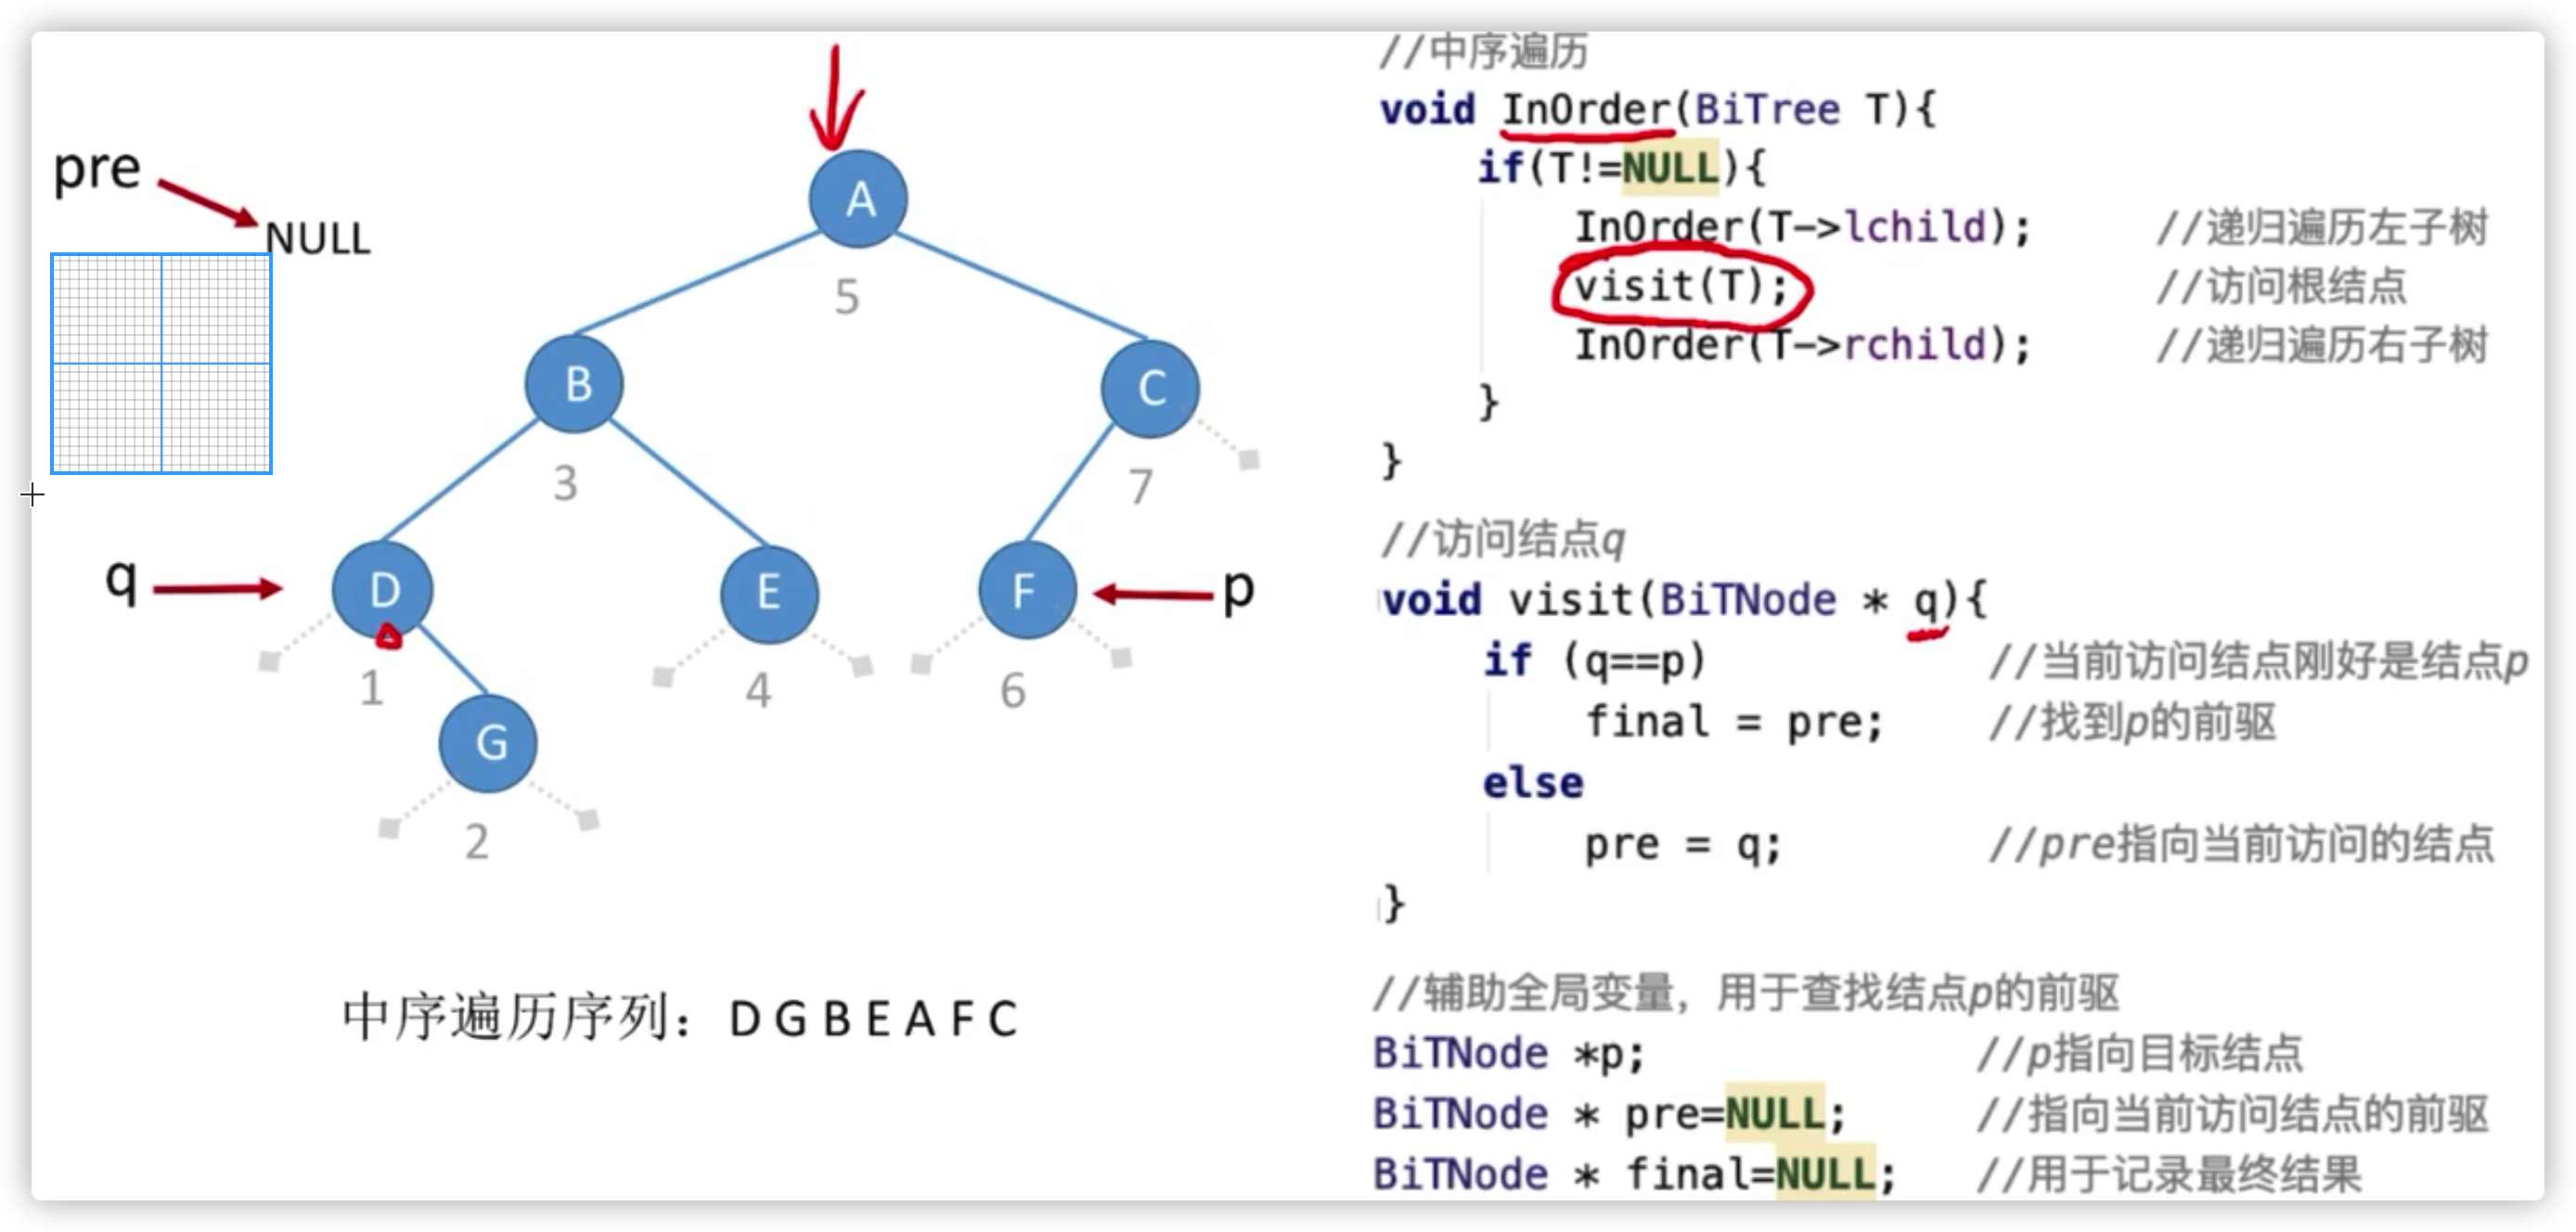 pre
NULL
A
5
B
C
3
7
q
D
E
F
p
1
4
6
G
2
中序遍历序列：D G B E A F C
//中序遍历
void InOrder(BiTree T){
if(T!=NULL){
InOrder(T->lchild); //递归遍历左子树
visit(T); //访问根结点
InOrder(T->rchild); //递归遍历右子树
}
}
//访问结点q
void visit(BiTNode * q){
if (q==p) //当前访问结点刚好是结点p
final = pre; //找到p的前驱
else
pre = q; //pre指向当前访问的结点
}
//辅助全局变量，用于查找结点p的前驱
BiTNode *p; //p指向目标结点
BiTNode * pre=NULL; //指向当前访问结点的前驱
BiTNode * final=NULL; //用于记录最终结果